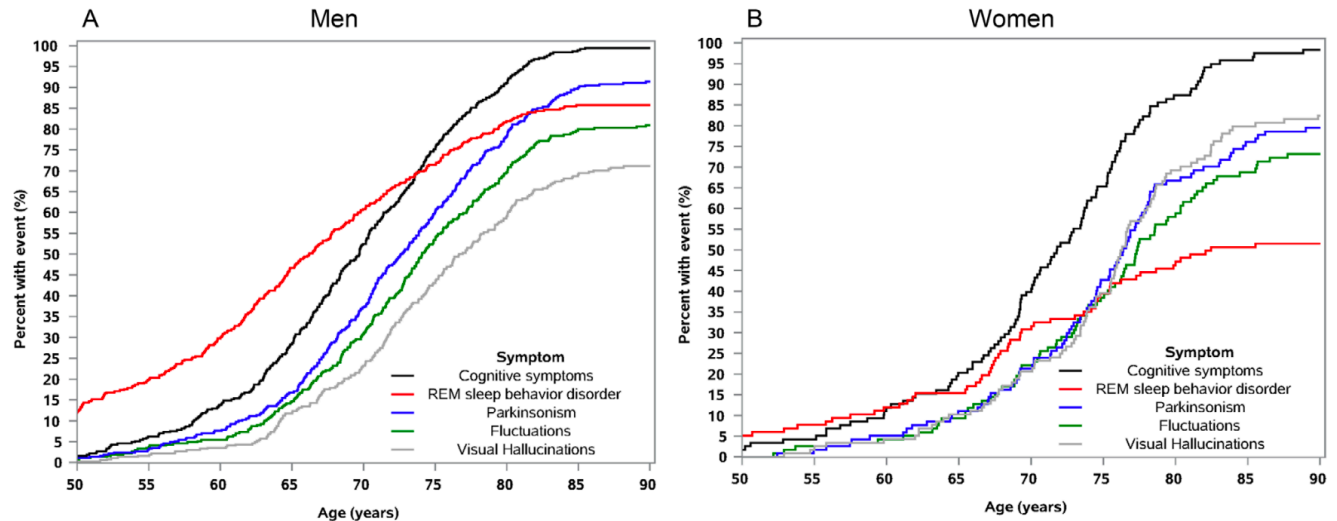 A Men
Percent with event (%)
100
95
90
85
80
75
70
65
60
55
50
45
40
35
30
25
20
15
10
5
0
Symptom
Cognitive symptoms
REM sleep behavior disorder
Parkinsonism
Fluctuations
Visual Hallucinations
50 55 60 65 70 75 80 85 90
Age (years)
B Women
Percent with event (%)
100
95
90
85
80
75
70
65
60
55
50
45
40
35
30
25
20
15
10
5
0
Symptom
Cognitive symptoms
REM sleep behavior disorder
Parkinsonism
Fluctuations
Visual Hallucinations
50 55 60 65 70 75 80 85 90
Age (years)